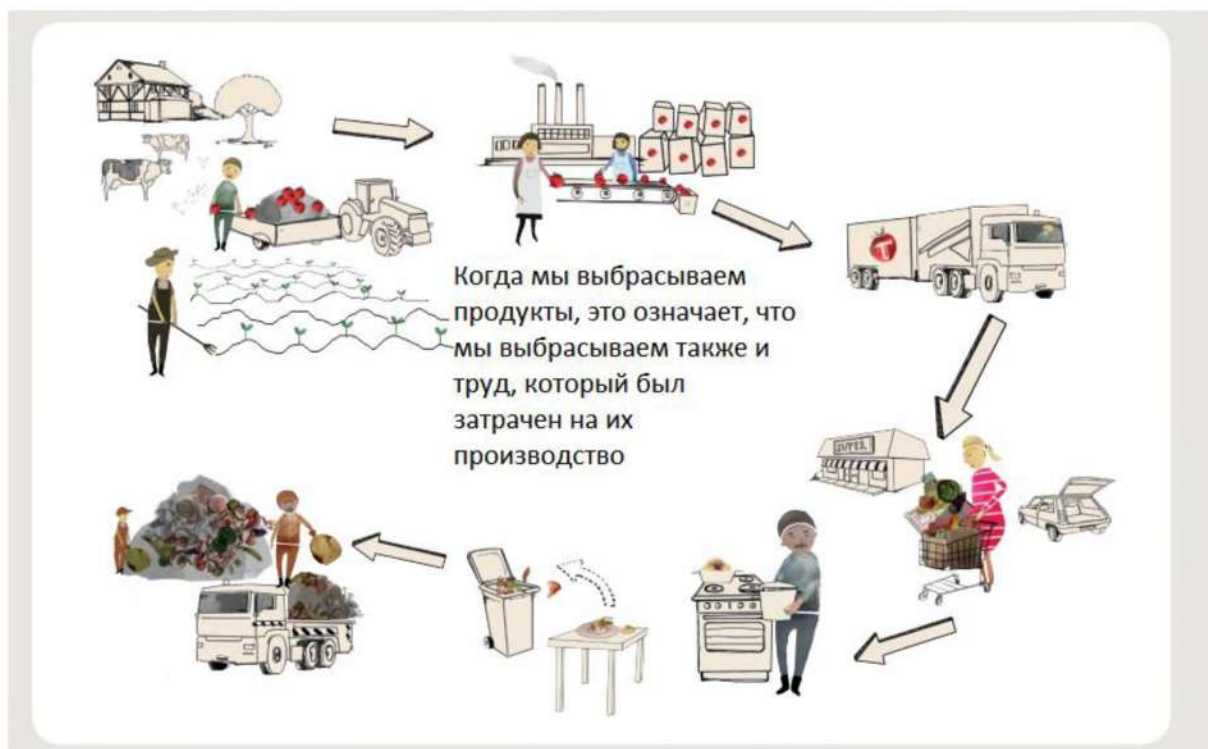 Когда мы выбрасываем
продукты, это означает, что
мы выбрасываем также и
труд, который был
затрачен на их
производство
T